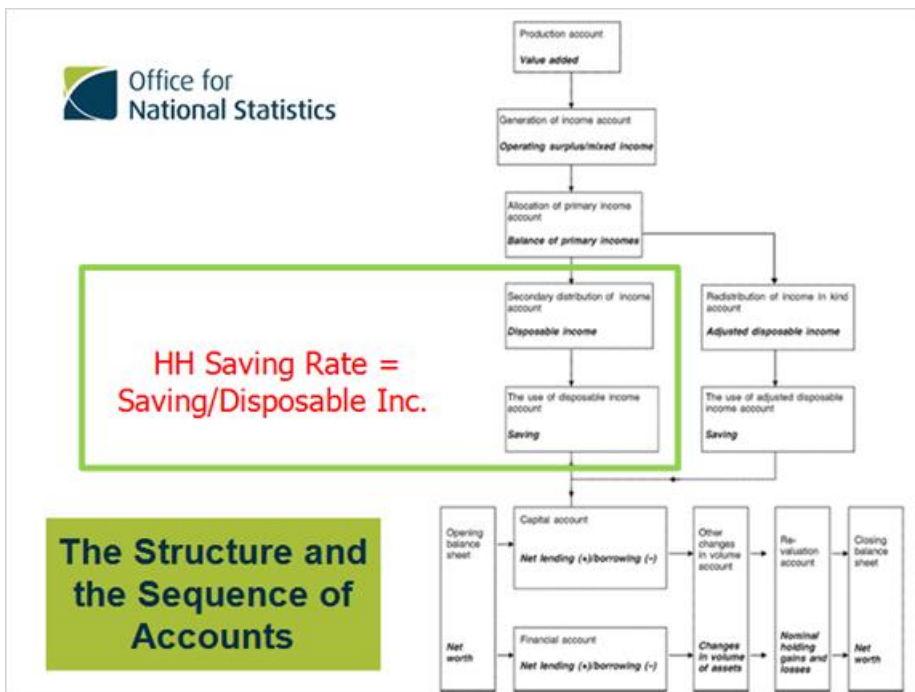 Office for
National Statistics
Production account
Value added
Generation of income account
Operating surplus/mixed income
Allocation of primary income
account
Balance of primary incomes
Secondary distribution of income
account
Disposable income
Redistribution of income in kind
account
Adjusted disposable income
HH Saving Rate =
Saving/Disposable Inc.
The use of disposable income
account
Saving
The use of adjusted disposable
income account
Saving
The Structure and
the Sequence of
Accounts
Opening
balance
sheet
Net
worth
Capital account
Net lending (+)/borrowing (-)
Financial account
Net lending (+)/borrowing (-)
Other
changes
in volume
account
Changes
in volume
of assets
Re-
valuation
account
Nominal
holding
gains and
losses
Closing
balance
sheet
Net
worth